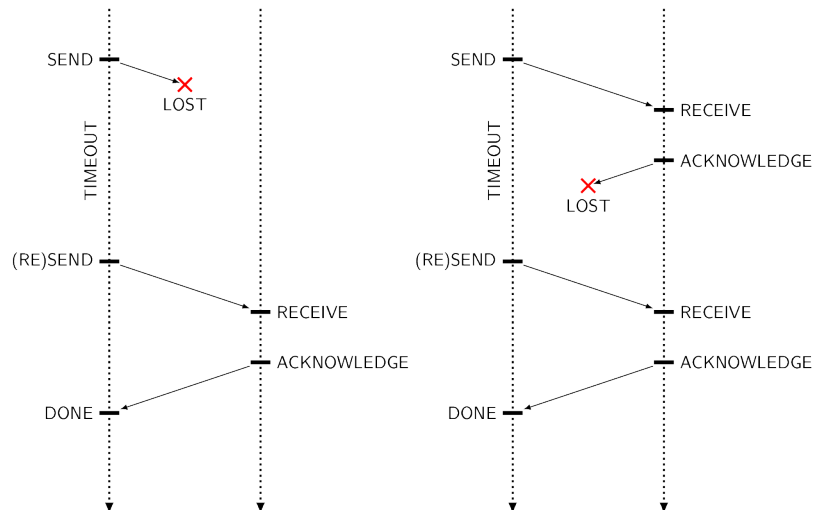 SEND
LOST
TIMEOUT
(RE)SEND
RECEIVE
ACKNOWLEDGE
DONE
SEND
RECEIVE
ACKNOWLEDGE
LOST
TIMEOUT
(RE)SEND
RECEIVE
ACKNOWLEDGE
DONE